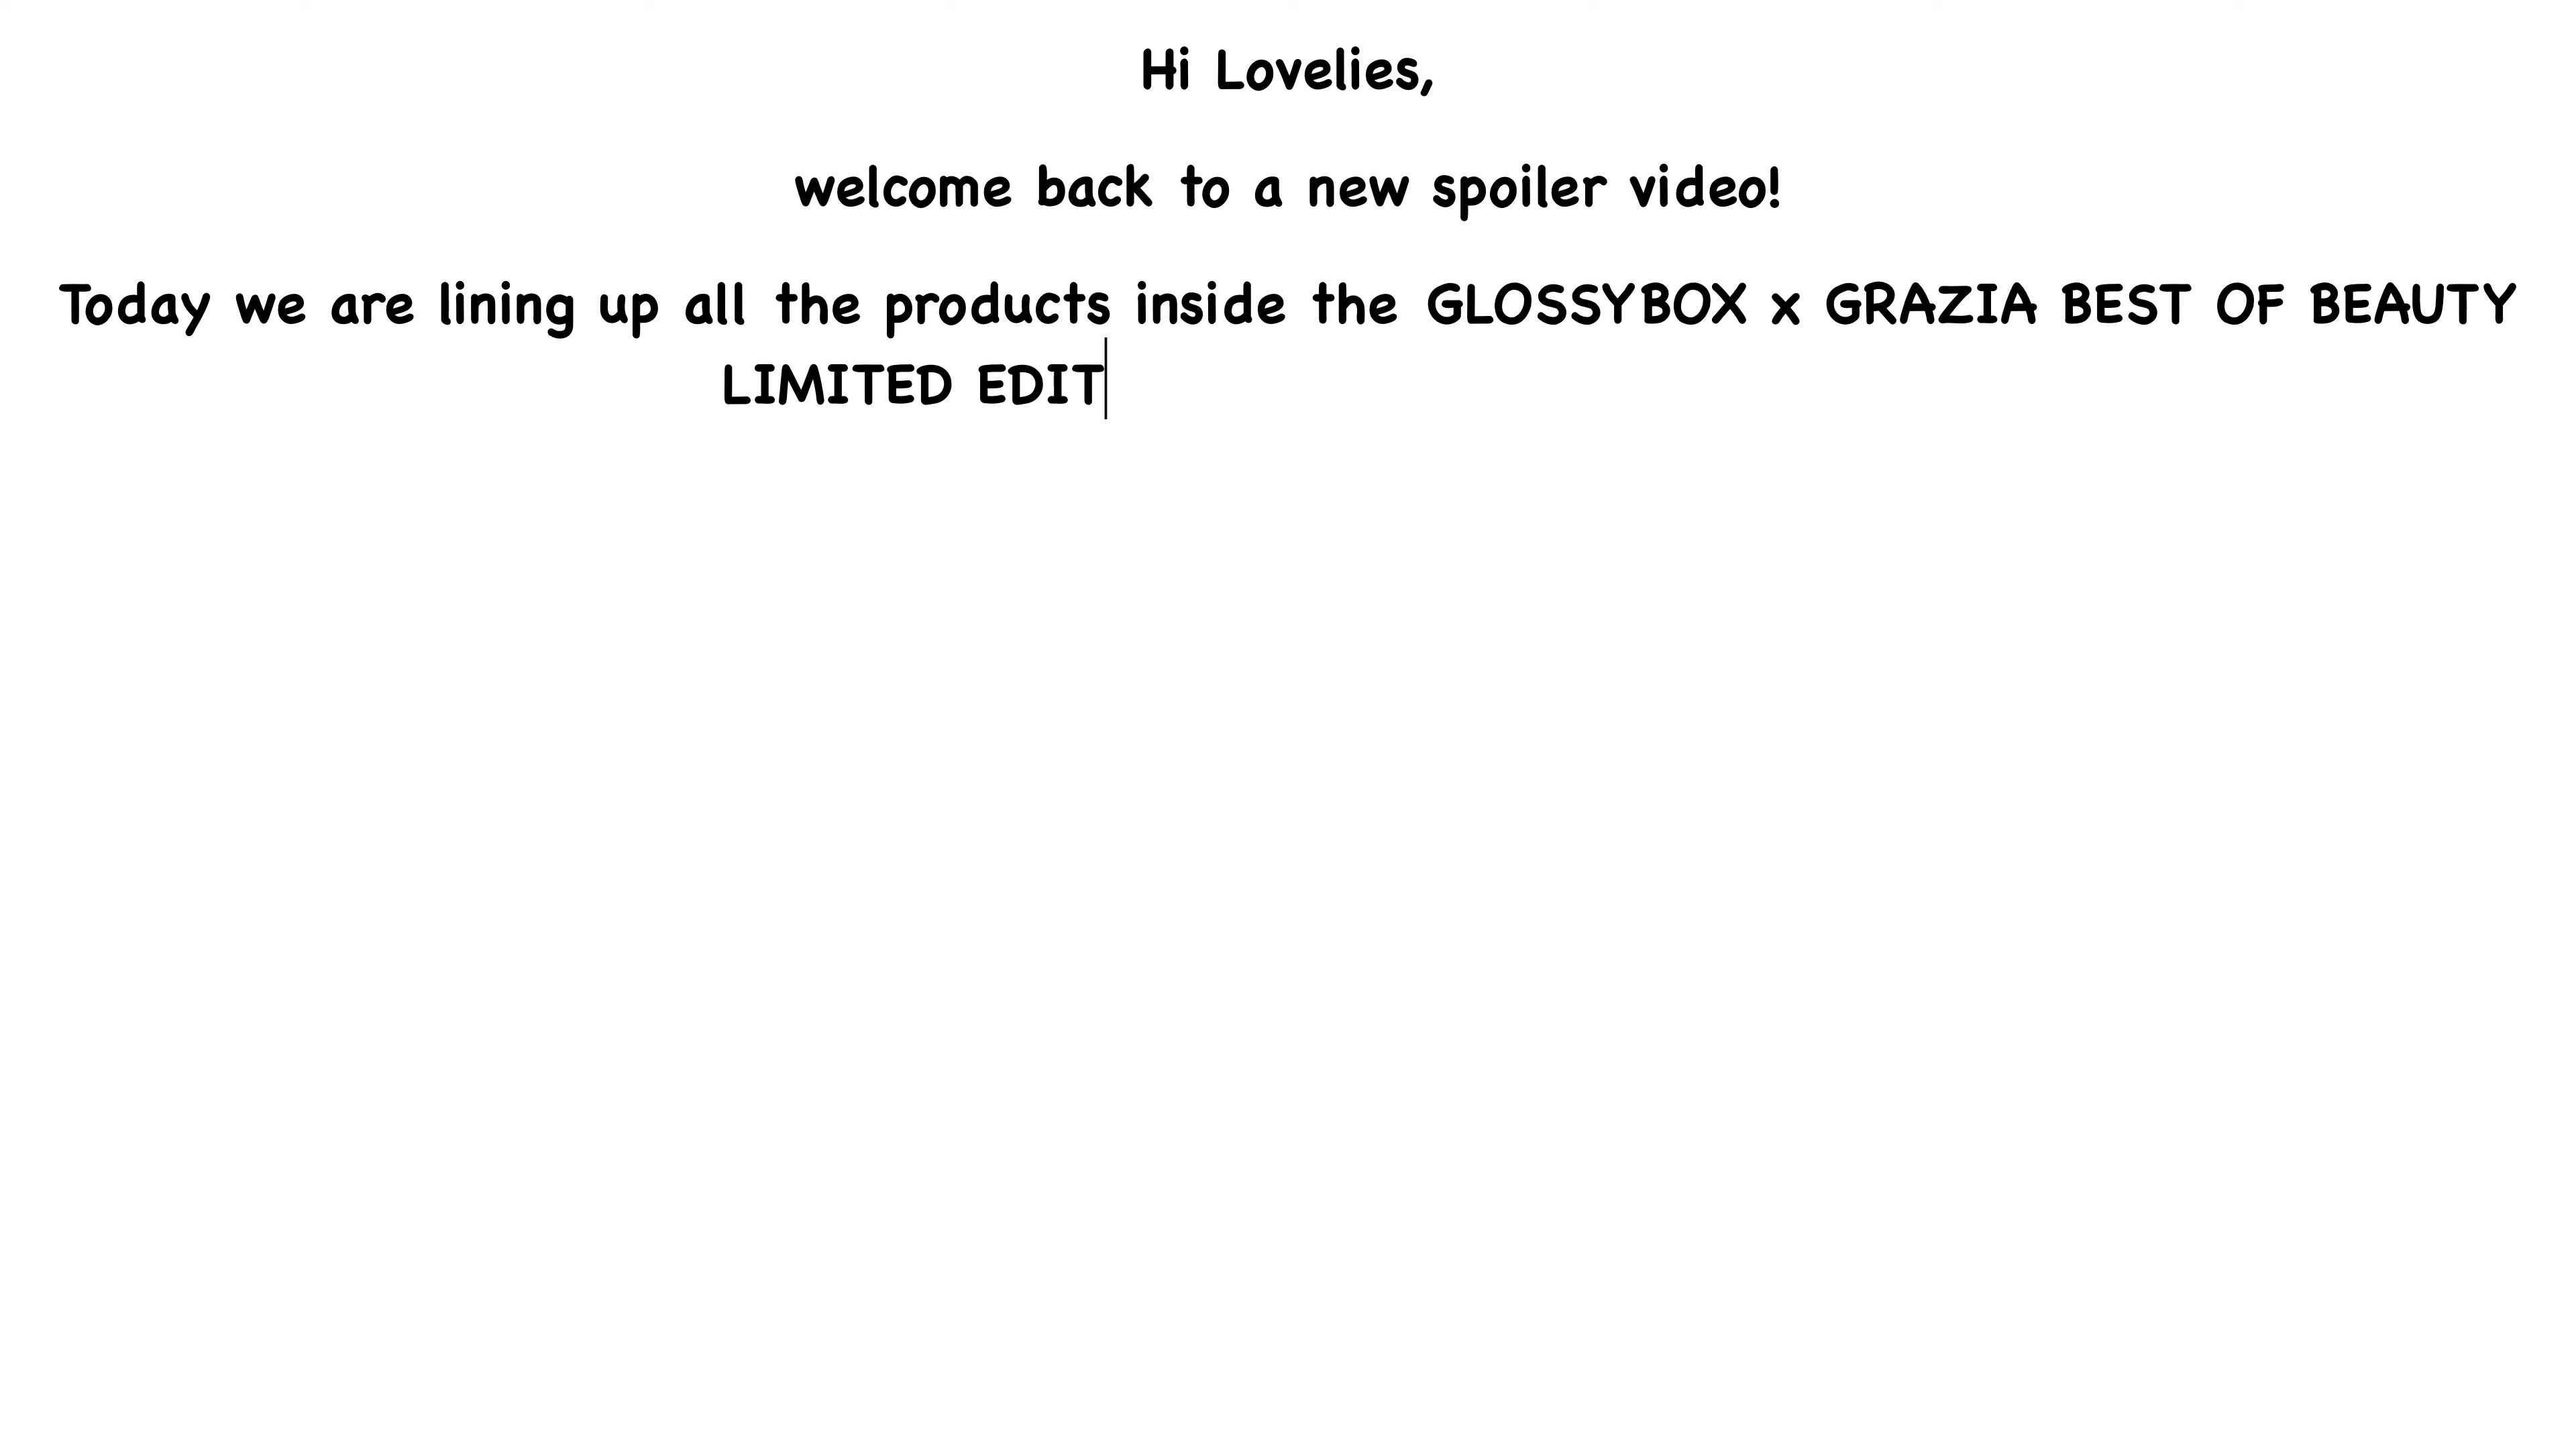 Hi Lovelies,
welcome back to a new spoiler video!
Today we are lining up all the products inside the GLOSSYBOX x GRAZIA BEST OF BEAUTY
LIMITED EDIT